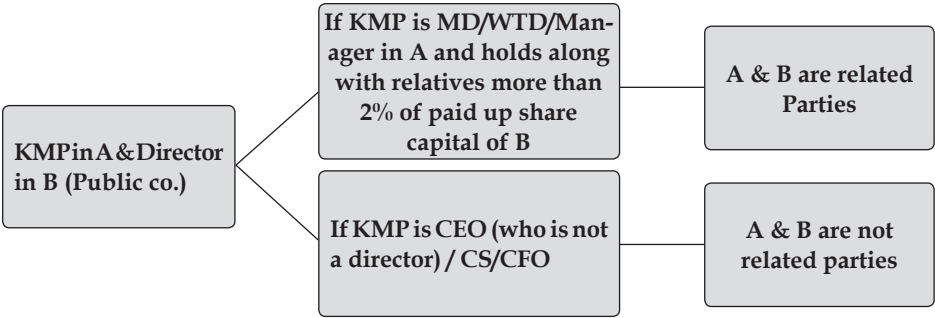 KMP in A & Director
in B (Public co.)
If KMP is MD/WTD/Man-
ager in A and holds along
with relatives more than
2% of paid up share
capital of B
A & B are related
Parties
If KMP is CEO (who is not
a director) / CS/CFO
A & B are not
related parties